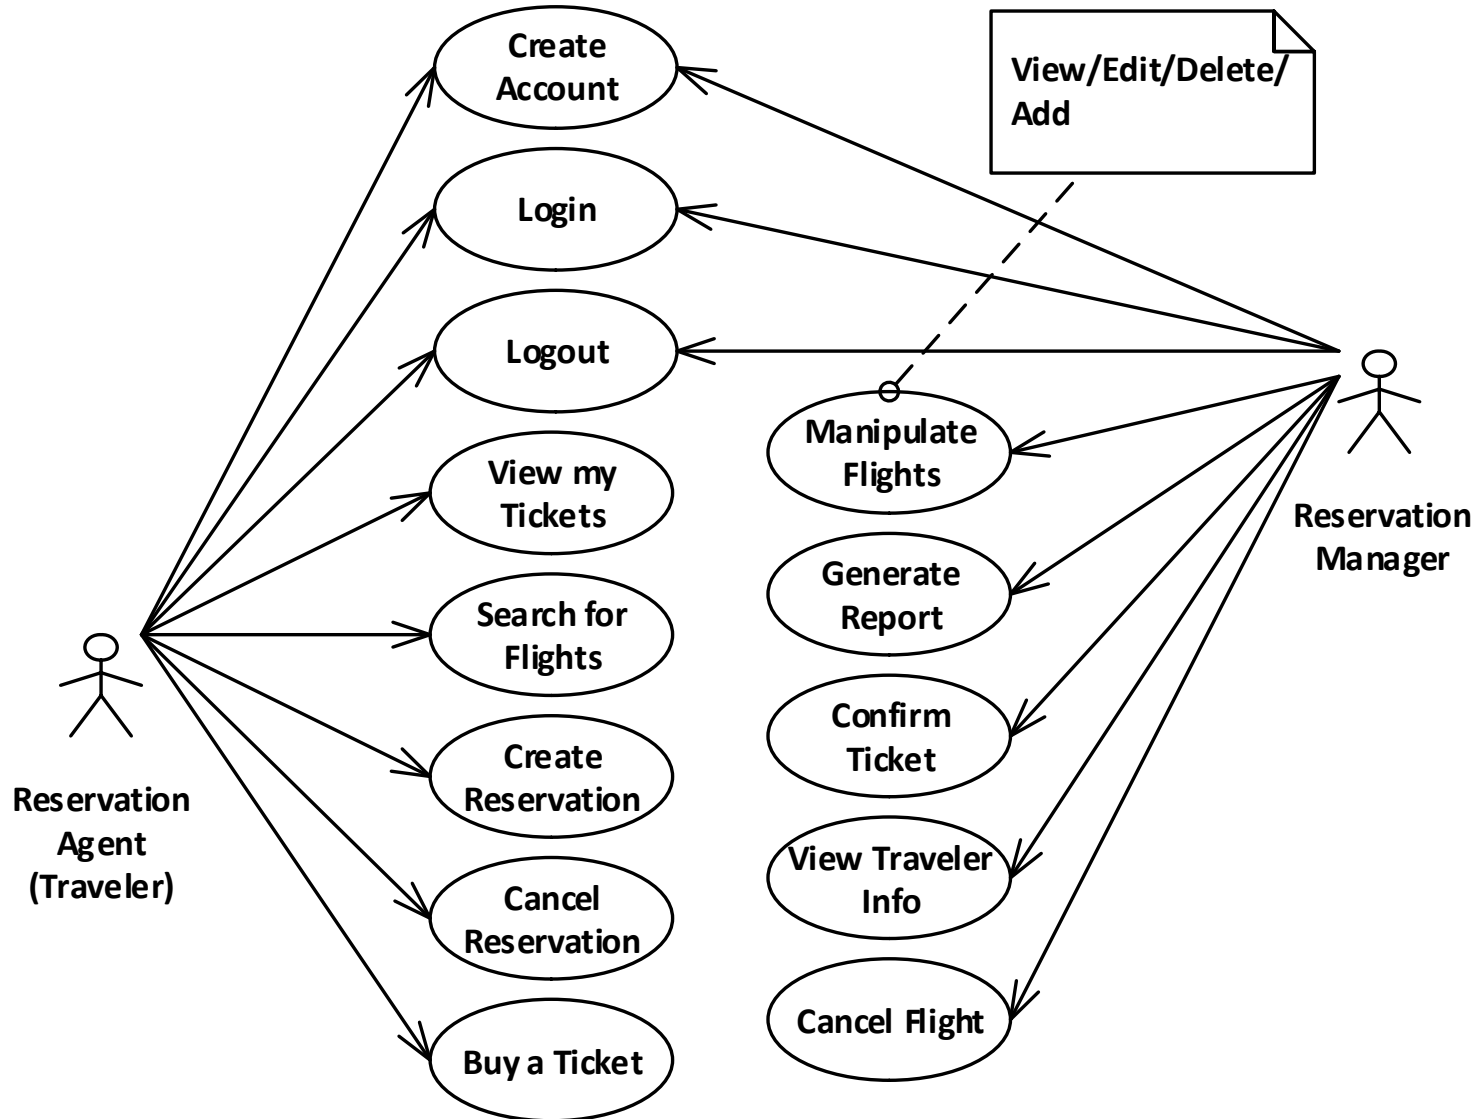 Create
Account
View/Edit/Delete/
Add
Login
Logout
Manipulate
Flights
View my
Tickets
Reservation
Manager
Generate
Report
Search for
Flights
Confirm
Ticket
Create
Reservation
Reservation
Agent
(Traveler)
View Traveler
Info
Cancel
Reservation
Cancel Flight
Buy a Ticket